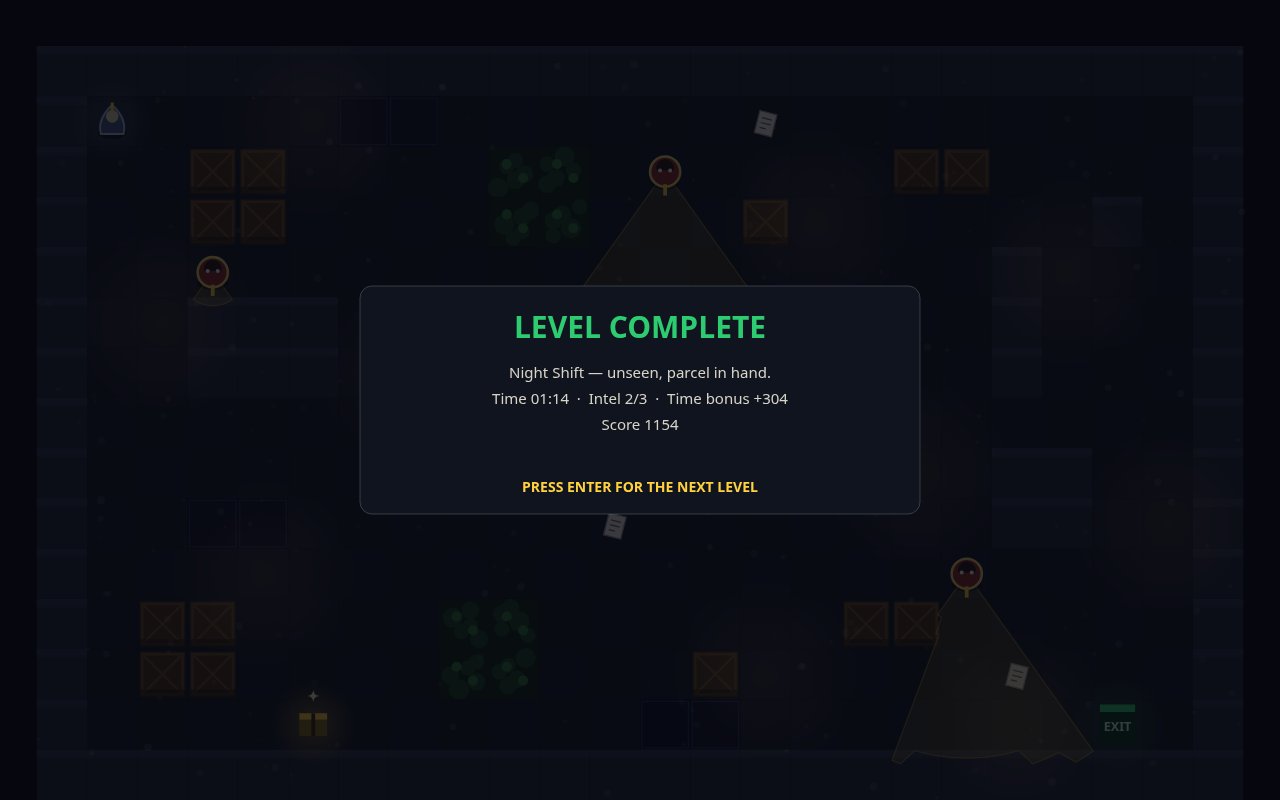 LEVEL COMPLETE
Night Shift — unseen, parcel in hand.
Time 01:14 · Intel 2/3 · Time bonus +304
Score 1154
PRESS ENTER FOR THE NEXT LEVEL
EXIT